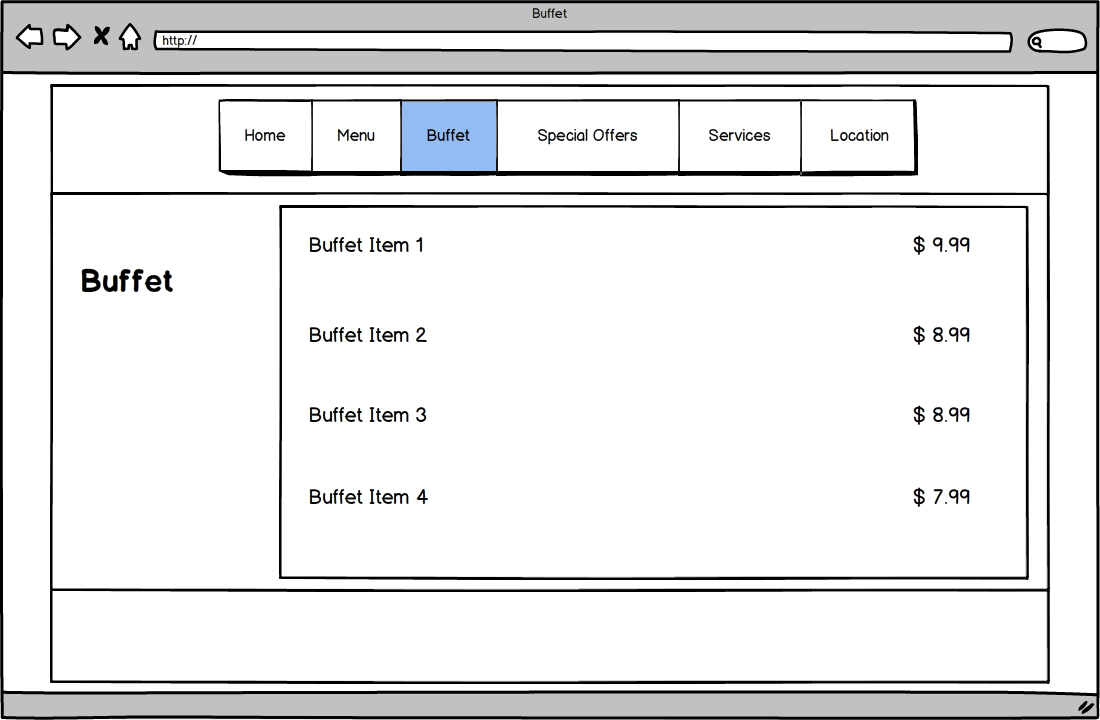 Buffet
http://
Home Menu Buffet Special Offers Services Location
Buffet
Buffet Item 1 $ 9.99
Buffet Item 2 $ 8.99
Buffet Item 3 $ 8.99
Buffet Item 4 $ 7.99